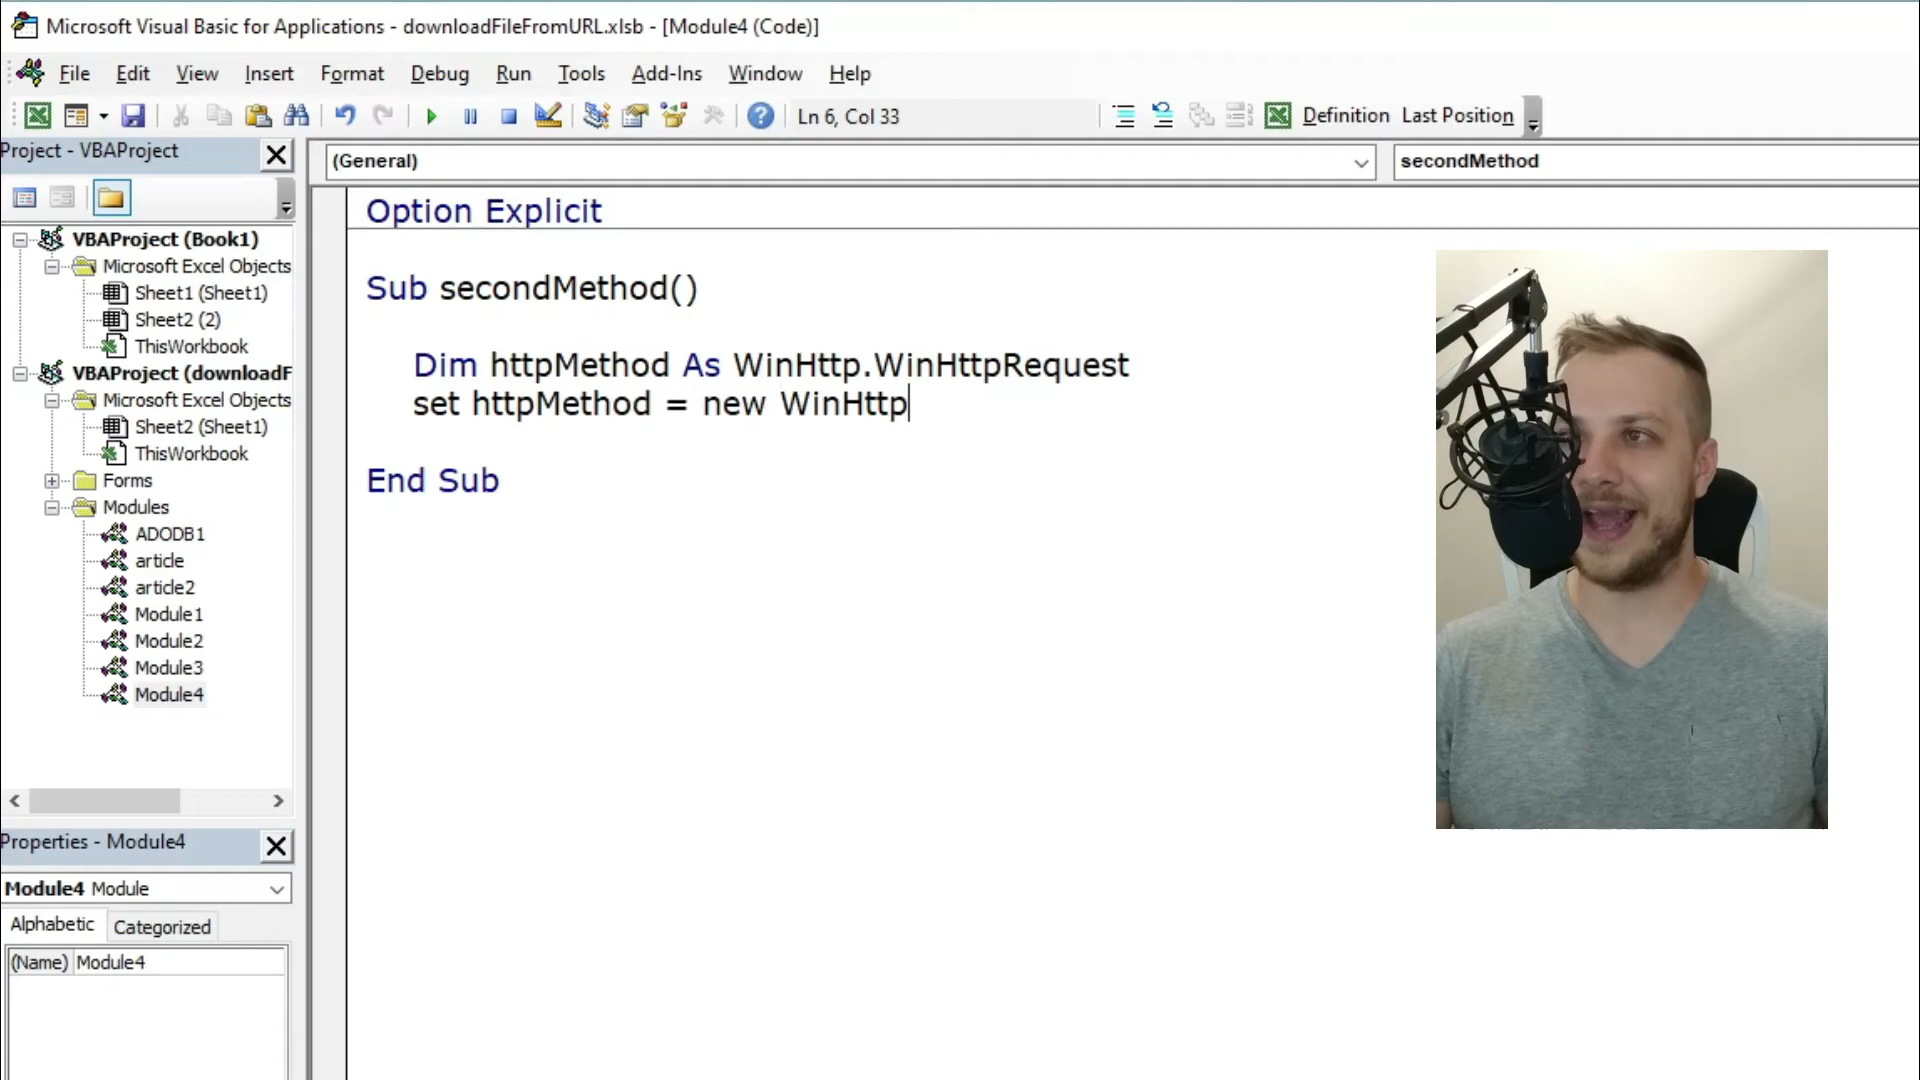 Microsoft Visual Basic for Applications - downloadFileFromURL.xlsb - [Module4 (Code)]
File Edit View Insert Format Debug Run Tools Add-Ins Window Help
Ln 6, Col 33
Definition Last Position
Project - VBAProject
(General)
secondMethod
VBAProject (Book1)
Microsoft Excel Objects
Sheet1 (Sheet1)
Sheet2 (2)
ThisWorkbook
VBAProject (downloadF
Microsoft Excel Objects
Sheet2 (Sheet1)
ThisWorkbook
Forms
Modules
ADODB1
article
article2
Module1
Module2
Module3
Module4
Properties - Module4
Module4 Module
Alphabetic Categorized
(Name) Module4
Option Explicit
Sub secondMethod()
Dim httpMethod As WinHttp.WinHttpRequest
set httpMethod = new WinHttp
End Sub